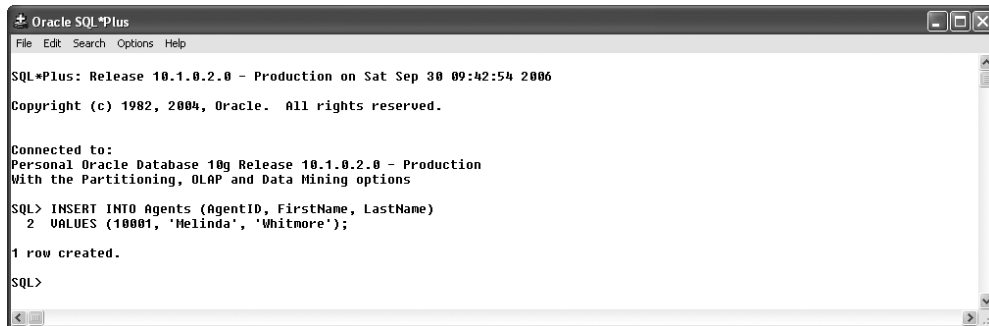 Oracle SQL*Plus
File Edit Search Options Help
SQL*Plus: Release 10.1.0.2.0 - Production on Sat Sep 30 09:42:54 2006
Copyright (c) 1982, 2004, Oracle.  All rights reserved.
Connected to:
Personal Oracle Database 10g Release 10.1.0.2.0 - Production
With the Partitioning, OLAP and Data Mining options
SQL> INSERT INTO Agents (AgentID, FirstName, LastName)
  2  VALUES (10001, 'Melinda', 'Whitmore');
1 row created.
SQL>